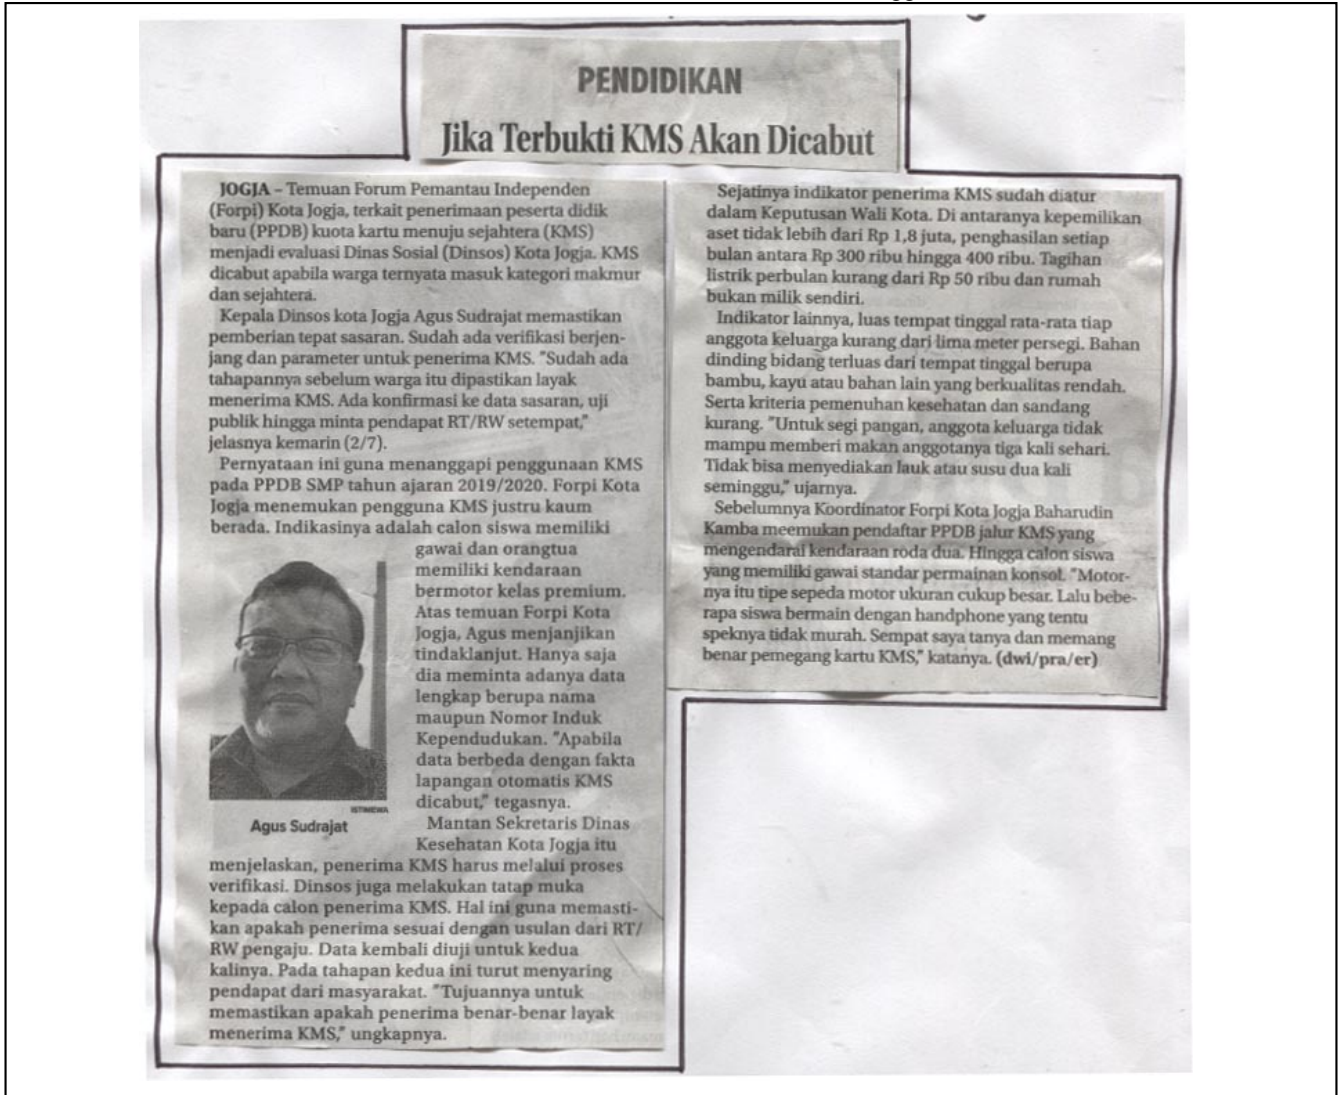 PENDIDIKAN
Jika Terbukti KMS Akan Dicabut
JOGJA – Temuan Forum Pemantau Independen
(Forpi) Kota Jogja, terkait penerimaan peserta didik
baru (PPDB) kuota kartu menuju sejahtera (KMS)
menjadi evaluasi Dinas Sosial (Dinsos) Kota Jogja. KMS
dicabut apabila warga ternyata masuk kategori makmur
dan sejahtera.
Kepala Dinsos kota Jogja Agus Sudrajat memastikan
pemberian tepat sasaran. Sudah ada verifikasi berjen-
jang dan parameter untuk penerima KMS. "Sudah ada
tahapannya sebelum warga itu dipastikan layak
menerima KMS. Ada konfirmasi ke data sasaran, uji
publik hingga minta pendapat RT/RW setempat,"
jelasnya kemarin (2/7).
Pernyataan ini guna menanggapi penggunaan KMS
pada PPDB SMP tahun ajaran 2019/2020. Forpi Kota
Jogja menemukan pengguna KMS justru kaum
berada. Indikasinya adalah calon siswa memiliki
gawai dan orangtua
memiliki kendaraan
bermotor kelas premium.
Atas temuan Forpi Kota
Jogja, Agus menjanjikan
tindaklanjut. Hanya saja
dia meminta adanya data
lengkap berupa nama
maupun Nomor Induk
Kependudukan. "Apabila
data berbeda dengan fakta
lapangan otomatis KMS
dicabut," tegasnya.
ISTIMEWA
Agus Sudrajat
Mantan Sekretaris Dinas
Kesehatan Kota Jogja itu
menjelaskan, penerima KMS harus melalui proses
verifikasi. Dinsos juga melakukan tatap muka
kepada calon penerima KMS. Hal ini guna memasti-
kan apakah penerima sesuai dengan usulan dari RT/
RW pengaju. Data kembali diuji untuk kedua
kalinya. Pada tahapan kedua ini turut menyaring
pendapat dari masyarakat. "Tujuannya untuk
memastikan apakah penerima benar-benar layak
menerima KMS," ungkapnya.
Sejatinya indikator penerima KMS sudah diatur
dalam Keputusan Wali Kota. Di antaranya kepemilikan
aset tidak lebih dari Rp 1,8 juta, penghasilan setiap
bulan antara Rp 300 ribu hingga 400 ribu. Tagihan
listrik perbulan kurang dari Rp 50 ribu dan rumah
bukan milik sendiri.
Indikator lainnya, luas tempat tinggal rata-rata tiap
anggota keluarga kurang dari lima meter persegi. Bahan
dinding bidang terluas dari tempat tinggal berupa
bambu, kayu atau bahan lain yang berkualitas rendah.
Serta kriteria pemenuhan kesehatan dan sandang
kurang. "Untuk segi pangan, anggota keluarga tidak
mampu memberi makan anggotanya tiga kali sehari.
Tidak bisa menyediakan lauk atau susu dua kali
seminggu," ujarnya.
Sebelumnya Koordinator Forpi Kota Jogja Baharudin
Kamba meemukan pendaftar PPDB jalur KMS yang
mengendarai kendaraan roda dua. Hingga calon siswa
yang memiliki gawai standar permainan konsol. "Motor-
nya itu tipe sepeda motor ukuran cukup besar. Lalu bebe-
rapa siswa bermain dengan handphone yang tentu
speknya tidak murah. Sempat saya tanya dan memang
benar pemegang kartu KMS," katanya. (dwi/pra/er)